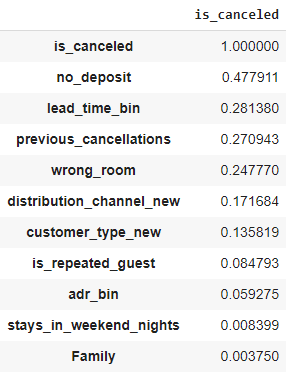 is_canceled
is_canceled 1.000000
no_deposit 0.477911
lead_time_bin 0.281380
previous_cancellations 0.270943
wrong_room 0.247770
distribution_channel_new 0.171684
customer_type_new 0.135819
is_repeated_guest 0.084793
adr_bin 0.059275
stays_in_weekend_nights 0.008399
Family 0.003750